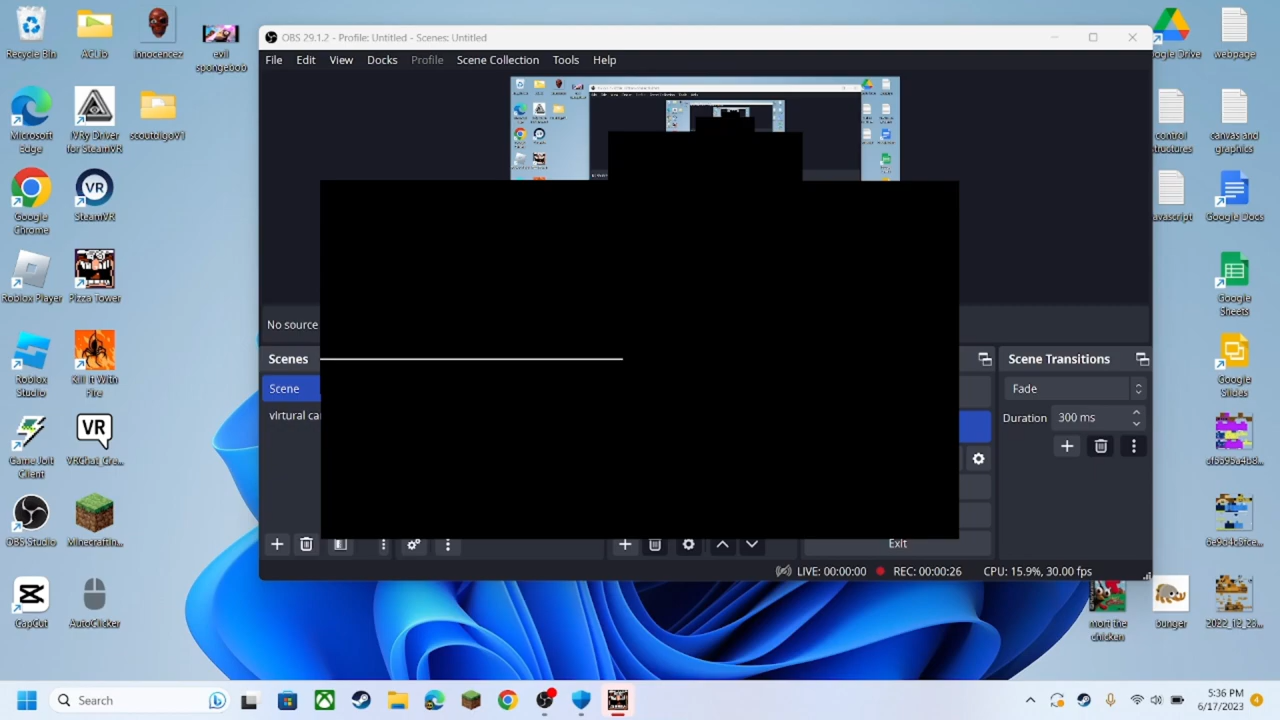 OBS 29.1.2 - Profile: Untitled - Scenes: Untitled
File Edit View Docks Profile Scene Collection Tools Help
No source
Scenes
Scene Transitions
Scene
Fade
virtual ca
Duration 300 ms
Exit
LIVE: 00:00:00 REC: 00:00:26 CPU: 15.9%, 30.00 fps
Recycle Bin
ACLib
innocencez
evil
spongebob
Microsoft
Edge
iVRy Driver
for SteamVR
Google
Chrome
SteamVR
Roblox Player
Pizza Tower
Roblox
Studio
Kill It With
Fire
Game Jolt
Client
VRChat_Cre...
OBS Studio
CapCut
AutoClicker
ogle Drive
webpage
control
structures
canvas and
graphics
avascript
Google Docs
Google
Sheets
Google
Slides
mort the
chicken
bunger
Search
5:36 PM
6/17/2023
4